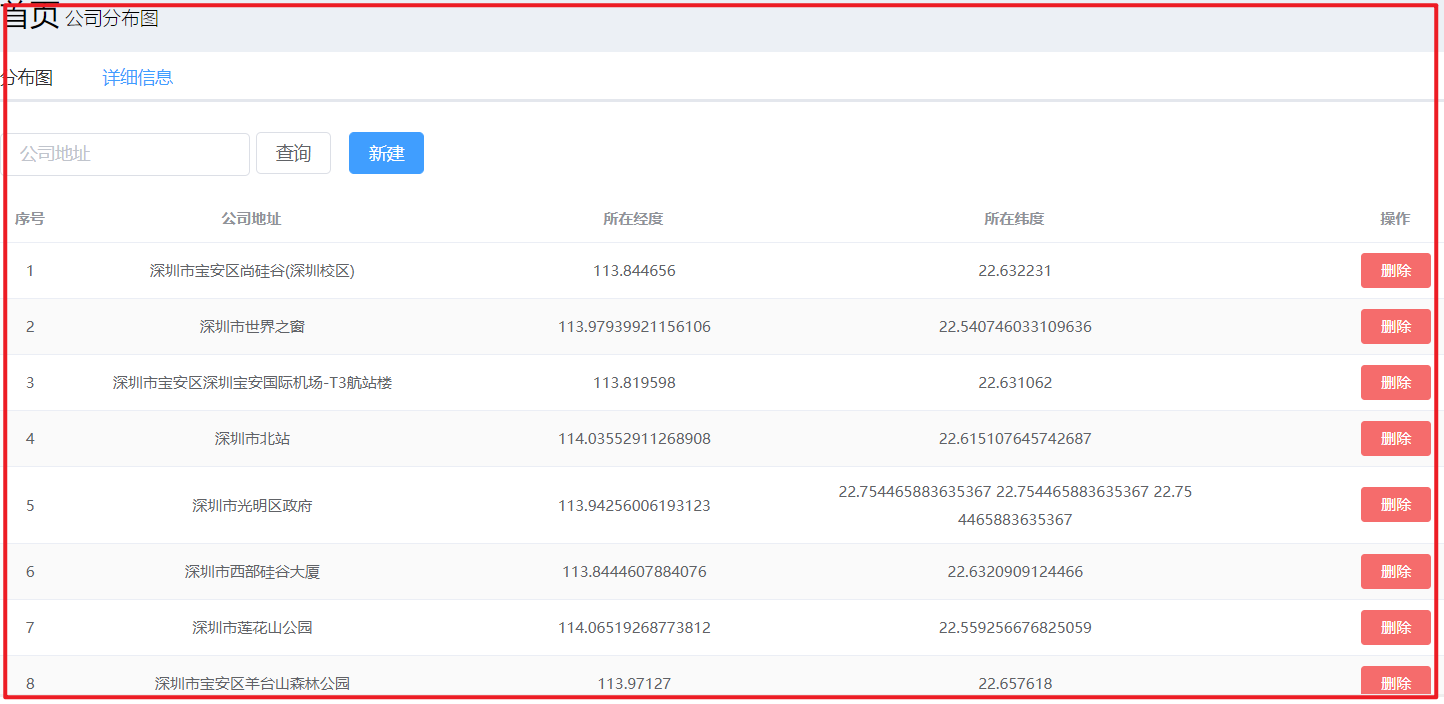 首页 公司分布图
分布图 详细信息
公司地址 查询 新建
序号 公司地址 所在经度 所在纬度 操作
1 深圳市宝安区尚硅谷(深圳校区) 113.844656 22.632231 删除
2 深圳市世界之窗 113.97939921156106 22.540746033109636 删除
3 深圳市宝安区深圳宝安国际机场-T3航站楼 113.819598 22.631062 删除
4 深圳市北站 114.03552911268908 22.615107645742687 删除
5 深圳市光明区政府 113.94256006193123 22.754465883635367 22.754465883635367 22.75
4465883635367 删除
6 深圳市西部硅谷大厦 113.8444607884076 22.6320909124466 删除
7 深圳市莲花山公园 114.06519268773812 22.559256676825059 删除
8 深圳市宝安区羊台山森林公园 113.97127 22.657618 删除